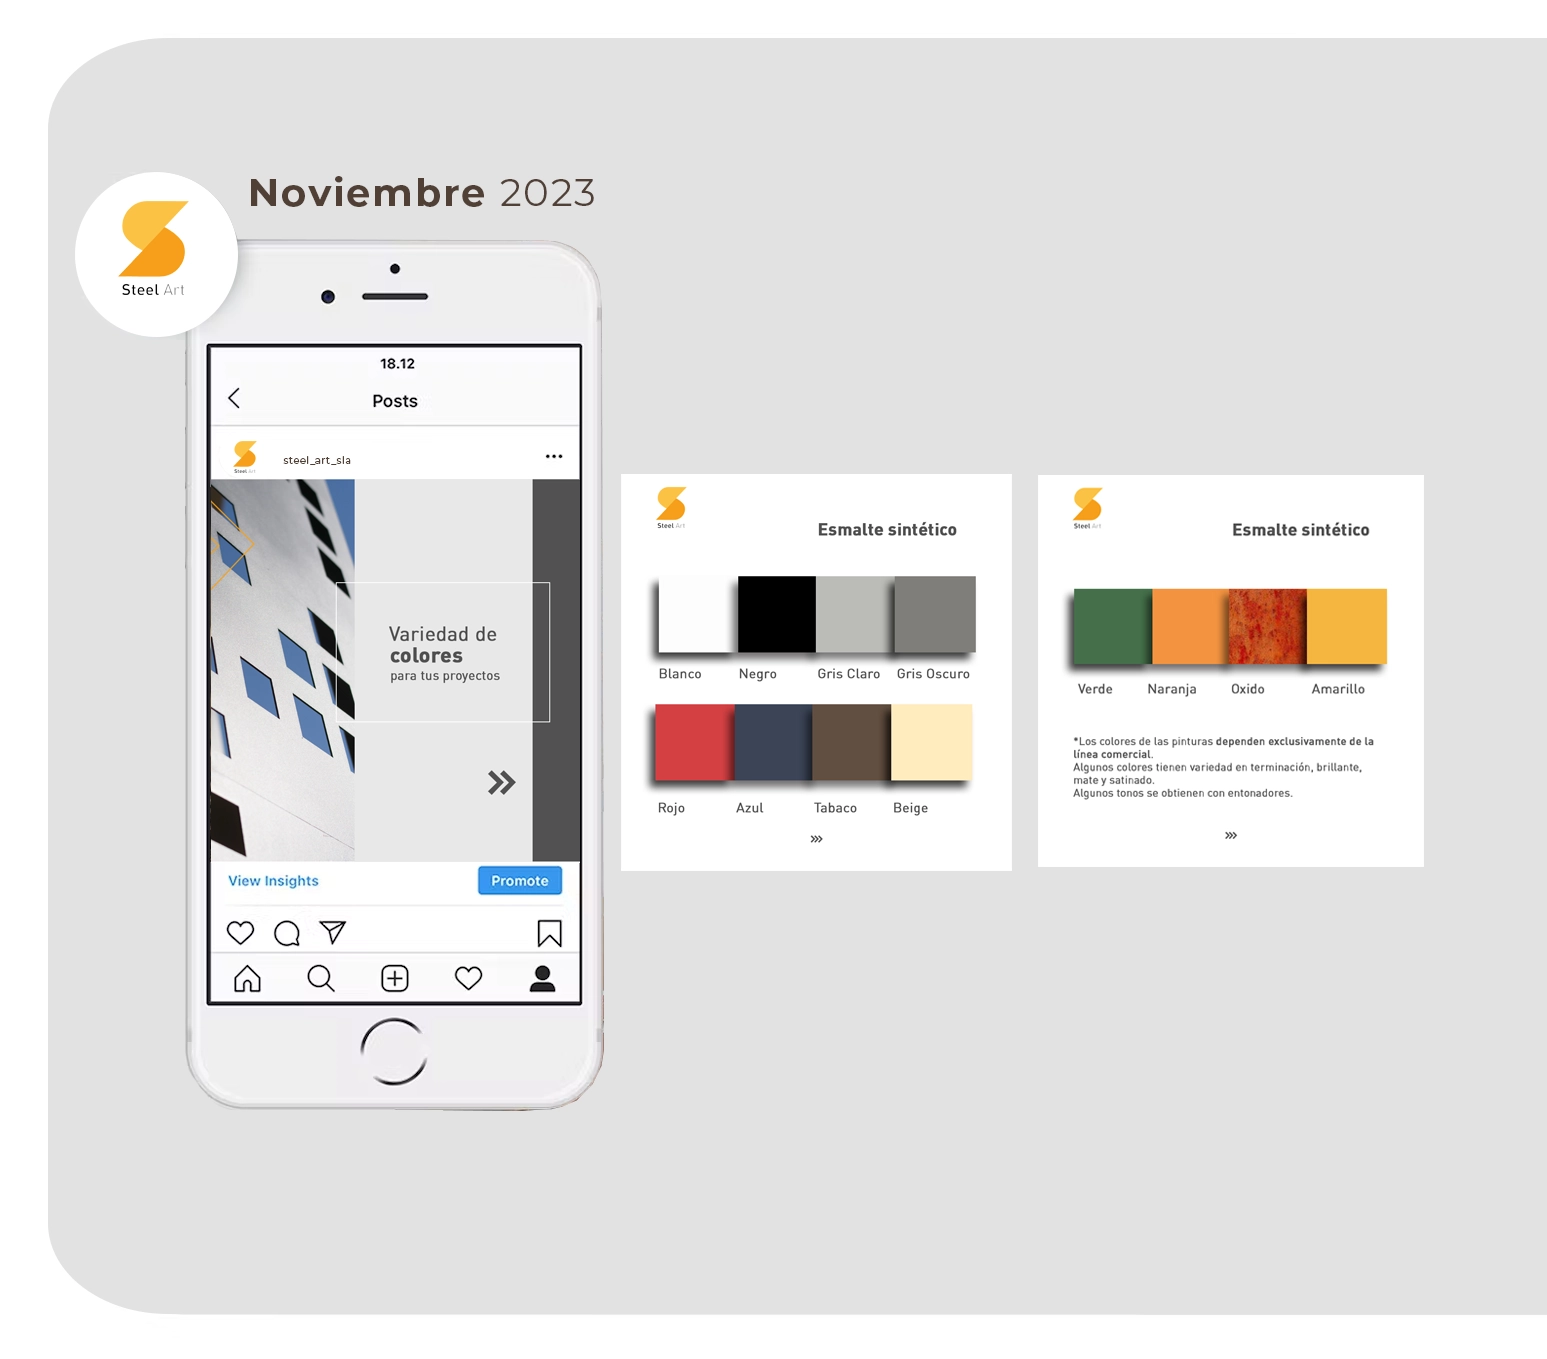 Noviembre 2023
Steel Art
18.12
Posts
steel_art_sla
Steel Art
Variedad de
colores
para tus proyectos
View Insights
Promote
Steel Art
Esmalte sintético
Blanco Negro Gris Claro Gris Oscuro
Rojo Azul Tabaco Beige
Steel Art
Esmalte sintético
Verde Naranja Oxido Amarillo
*Los colores de las pinturas dependen exclusivamente de la
línea comercial.
Algunos colores tienen variedad en terminación, brillante,
mate y satinado.
Algunos tonos se obtienen con entonadores.